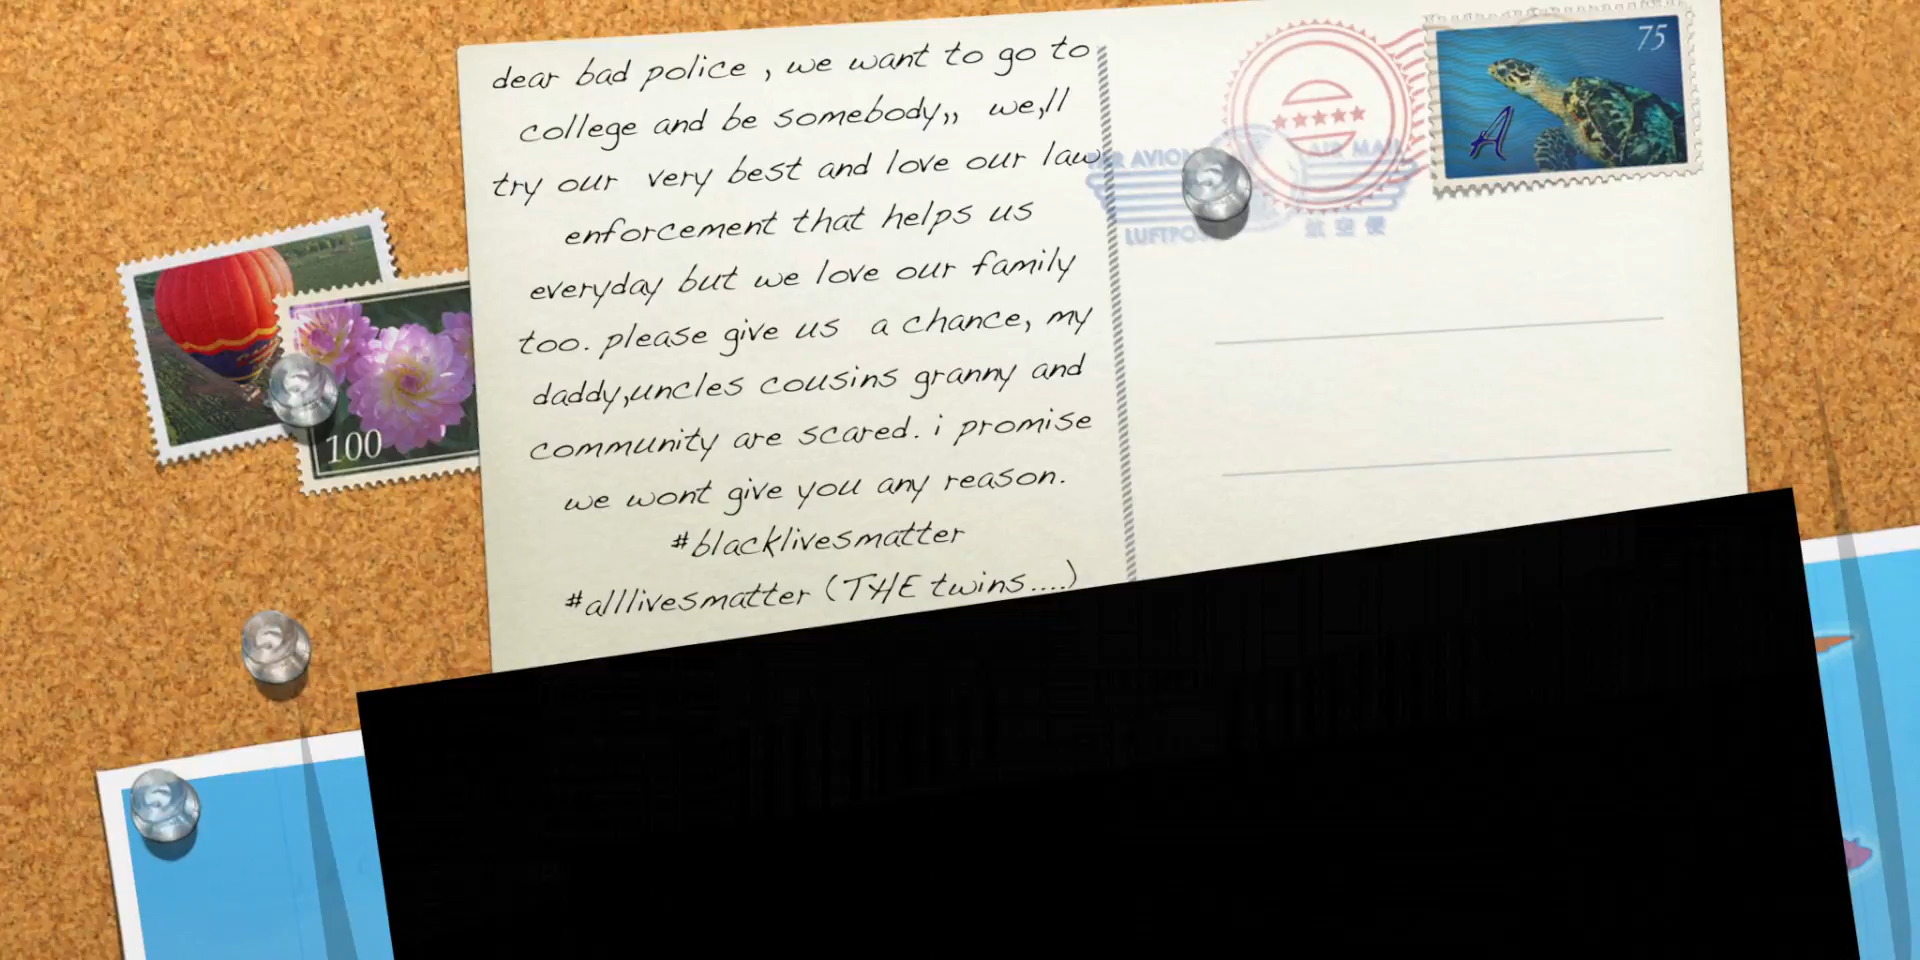 dear bad police , we want to go to
college and be somebody,, we,ll
try our very best and love our law
enforcement that helps us
everyday but we love our family
too. please give us a chance, my
daddy,uncles cousins granny and
community are scared. i promise
we wont give you any reason.
#blacklivesmatter
#alllivesmatter (THE twins....)
75
A
AIR MAIL
100